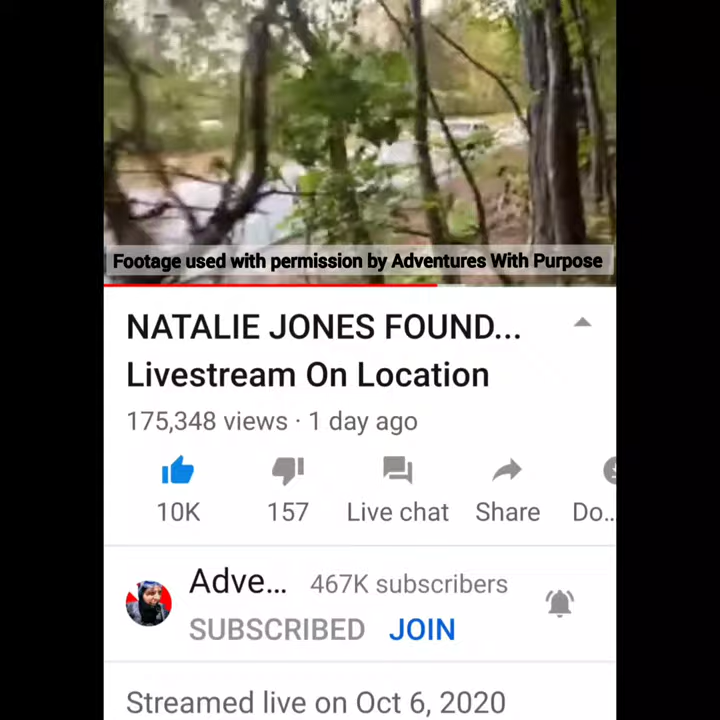 Footage used with permission by Adventures With Purpose
NATALIE JONES FOUND...
Livestream On Location
175,348 views · 1 day ago
10K 157 Live chat Share Do...
Adve... 467K subscribers
SUBSCRIBED JOIN
Streamed live on Oct 6, 2020